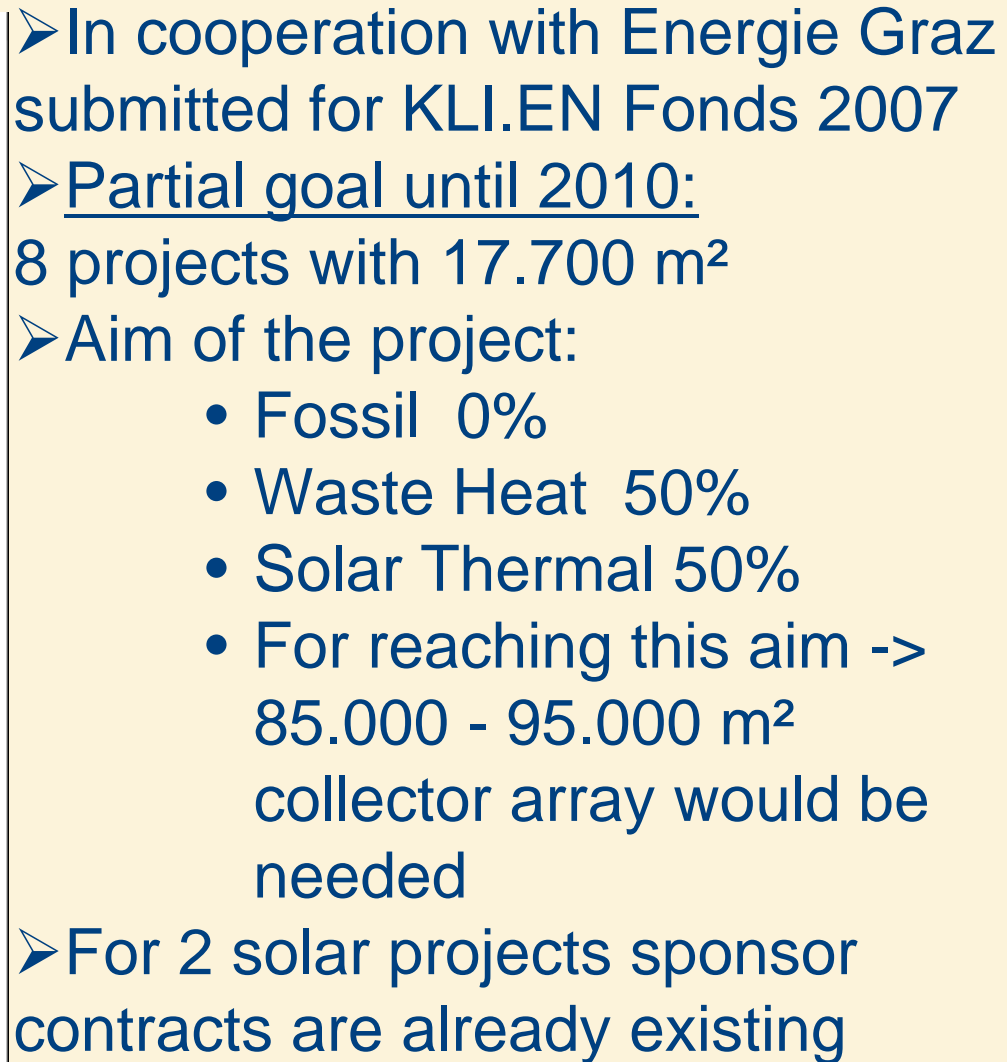 ➢In cooperation with Energie Graz
submitted for KLI.EN Fonds 2007
➢Partial goal until 2010:
8 projects with 17.700 m²
➢Aim of the project:
• Fossil  0%
• Waste Heat  50%
• Solar Thermal 50%
• For reaching this aim ->
85.000 - 95.000 m²
collector array would be
needed
➢For 2 solar projects sponsor
contracts are already existing